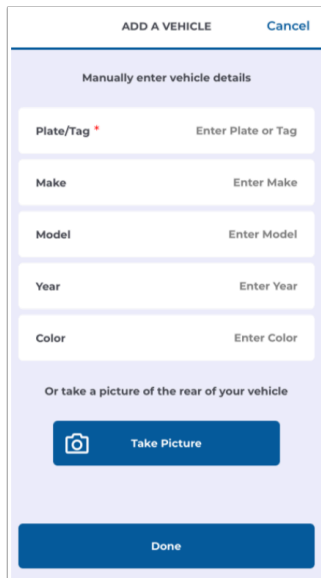 ADD A VEHICLE Cancel
Manually enter vehicle details
Plate/Tag * Enter Plate or Tag
Make Enter Make
Model Enter Model
Year Enter Year
Color Enter Color
Or take a picture of the rear of your vehicle
Take Picture
Done